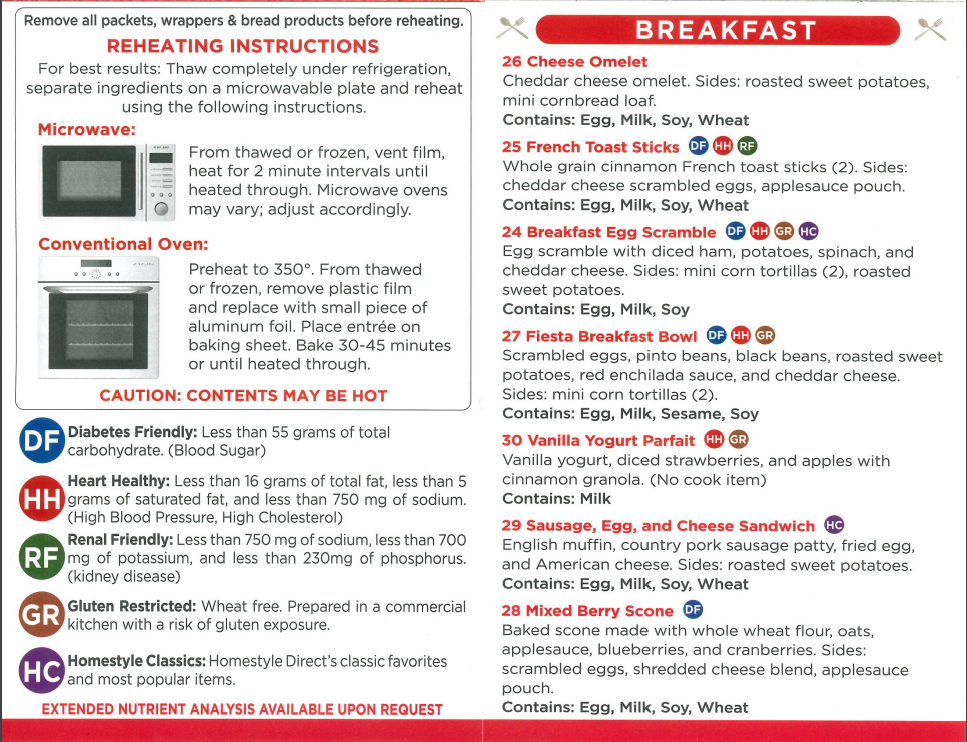 Remove all packets, wrappers & bread products before reheating.
REHEATING INSTRUCTIONS
For best results: Thaw completely under refrigeration,
separate ingredients on a microwavable plate and reheat
using the following instructions.
Microwave:
From thawed or frozen, vent film,
heat for 2 minute intervals until
heated through. Microwave ovens
may vary; adjust accordingly.
Conventional Oven:
Preheat to 350°. From thawed
or frozen, remove plastic film
and replace with small piece of
aluminum foil. Place entrée on
baking sheet. Bake 30-45 minutes
or until heated through.
CAUTION: CONTENTS MAY BE HOT
DF Diabetes Friendly: Less than 55 grams of total
carbohydrate. (Blood Sugar)
HH Heart Healthy: Less than 16 grams of total fat, less than 5
grams of saturated fat, and less than 750 mg of sodium.
(High Blood Pressure, High Cholesterol)
RF Renal Friendly: Less than 750 mg of sodium, less than 700
mg of potassium, and less than 230mg of phosphorus.
(kidney disease)
GR Gluten Restricted: Wheat free. Prepared in a commercial
kitchen with a risk of gluten exposure.
HC Homestyle Classics: Homestyle Direct's classic favorites
and most popular items.
EXTENDED NUTRIENT ANALYSIS AVAILABLE UPON REQUEST
BREAKFAST
26 Cheese Omelet
Cheddar cheese omelet. Sides: roasted sweet potatoes,
mini cornbread loaf.
Contains: Egg, Milk, Soy, Wheat
25 French Toast Sticks DF HH RF
Whole grain cinnamon French toast sticks (2). Sides:
cheddar cheese scrambled eggs, applesauce pouch.
Contains: Egg, Milk, Soy, Wheat
24 Breakfast Egg Scramble DF HH GR HC
Egg scramble with diced ham, potatoes, spinach, and
cheddar cheese. Sides: mini corn tortillas (2), roasted
sweet potatoes.
Contains: Egg, Milk, Soy
27 Fiesta Breakfast Bowl DF HH GR
Scrambled eggs, pinto beans, black beans, roasted sweet
potatoes, red enchilada sauce, and cheddar cheese.
Sides: mini corn tortillas (2).
Contains: Egg, Milk, Sesame, Soy
30 Vanilla Yogurt Parfait HH GR
Vanilla yogurt, diced strawberries, and apples with
cinnamon granola. (No cook item)
Contains: Milk
29 Sausage, Egg, and Cheese Sandwich HC
English muffin, country pork sausage patty, fried egg,
and American cheese. Sides: roasted sweet potatoes.
Contains: Egg, Milk, Soy, Wheat
28 Mixed Berry Scone DF
Baked scone made with whole wheat flour, oats,
applesauce, blueberries, and cranberries. Sides:
scrambled eggs, shredded cheese blend, applesauce
pouch.
Contains: Egg, Milk, Soy, Wheat